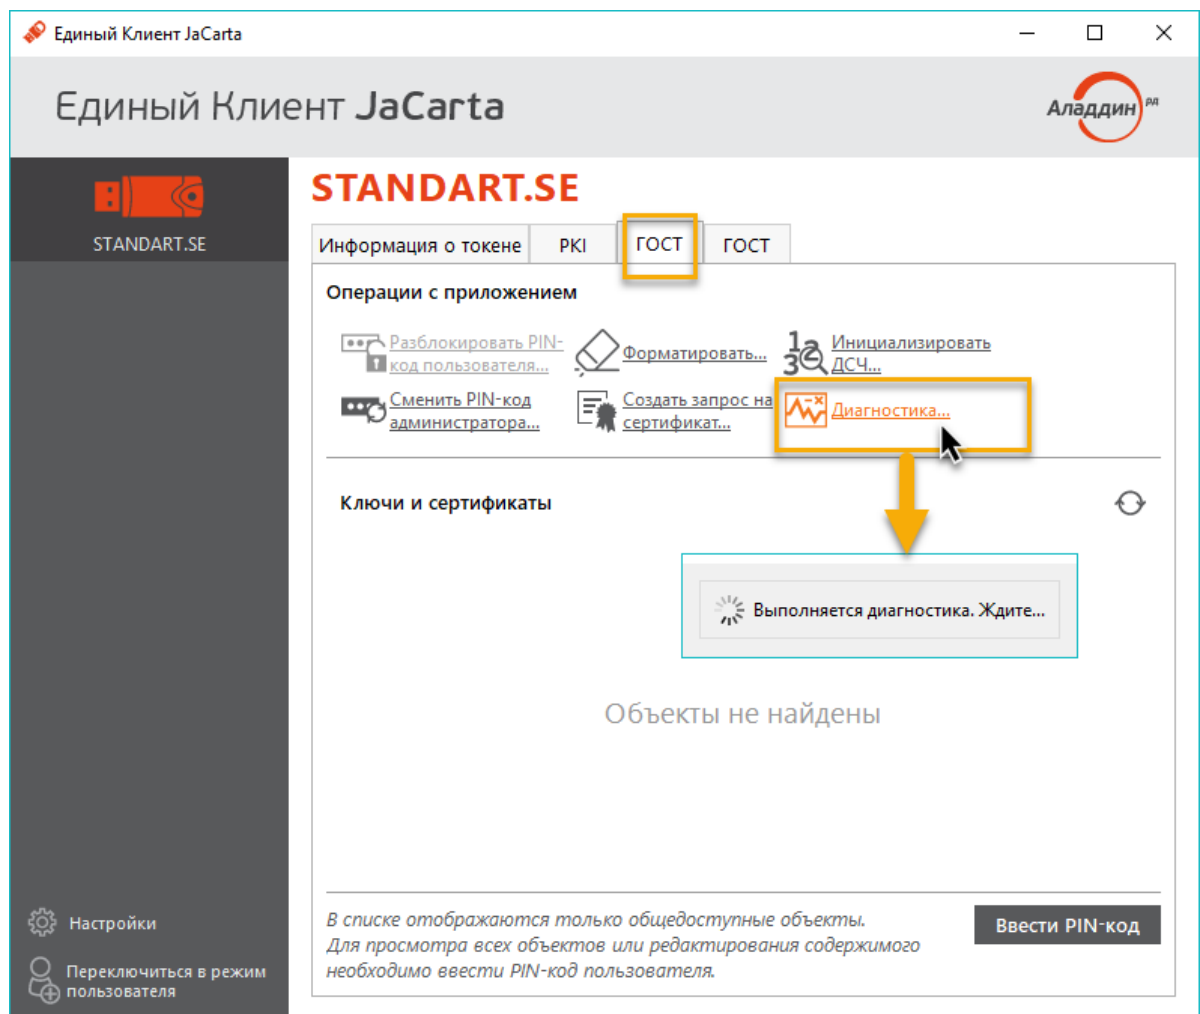 Единый Клиент JaCarta
Единый Клиент JaCarta
Аладдин РД
STANDART.SE
STANDART.SE
Информация о токене PKI ГОСТ ГОСТ
Операции с приложением
Разблокировать PIN-
код пользователя...
Форматировать...
Инициализировать
ДСЧ...
Сменить PIN-код
администратора...
Создать запрос на
сертификат...
Диагностика...
Ключи и сертификаты
Выполняется диагностика. Ждите...
Объекты не найдены
В списке отображаются только общедоступные объекты.
Для просмотра всех объектов или редактирования содержимого
необходимо ввести PIN-код пользователя.
Ввести PIN-код
Настройки
Переключиться в режим
пользователя